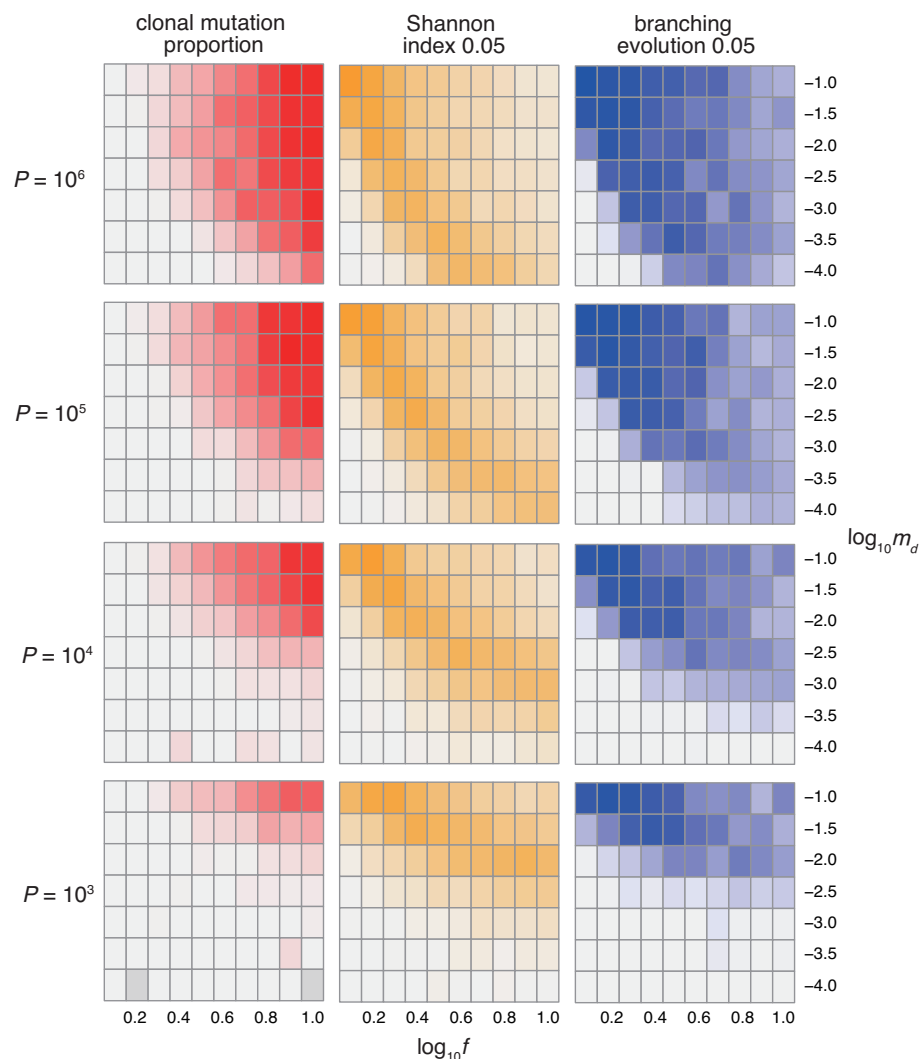 clonal mutation
proportion
Shannon
index 0.05
branching
evolution 0.05
P = 10⁶
−1.0
−1.5
−2.0
−2.5
−3.0
−3.5
−4.0
P = 10⁵
−1.0
−1.5
−2.0
−2.5
−3.0
−3.5
−4.0
log₁₀ m_d
P = 10⁴
−1.0
−1.5
−2.0
−2.5
−3.0
−3.5
−4.0
P = 10³
−1.0
−1.5
−2.0
−2.5
−3.0
−3.5
−4.0
0.2 0.4 0.6 0.8 1.0 0.2 0.4 0.6 0.8 1.0 0.2 0.4 0.6 0.8 1.0
log₁₀ f